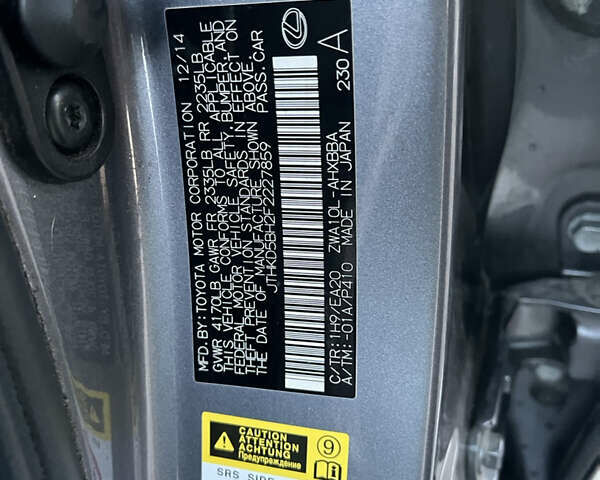 MFD.BY:TOYOTA MOTOR CORPORATION 12/14
GVWR 4170LB GAWR FR 2335LB RR 2235LB
THIS VEHICLE CONFORMS TO ALL APPLICABLE
FEDERAL MOTOR VEHICLE SAFETY, BUMPER, AND
THEFT PREVENTION STANDARDS IN EFFECT ON
THE DATE OF MANUFACTURE SHOWN ABOVE.
JTHKD5BH2F2227859 PASS.CAR
C/TR:1H9/EA20 ZWA10L-AHXBBA
A/TM:-01A/P410 MADE IN JAPAN 230 A
CAUTION
ATTENTION
ACHTUNG
Предупреждение
9
SRS SIDE